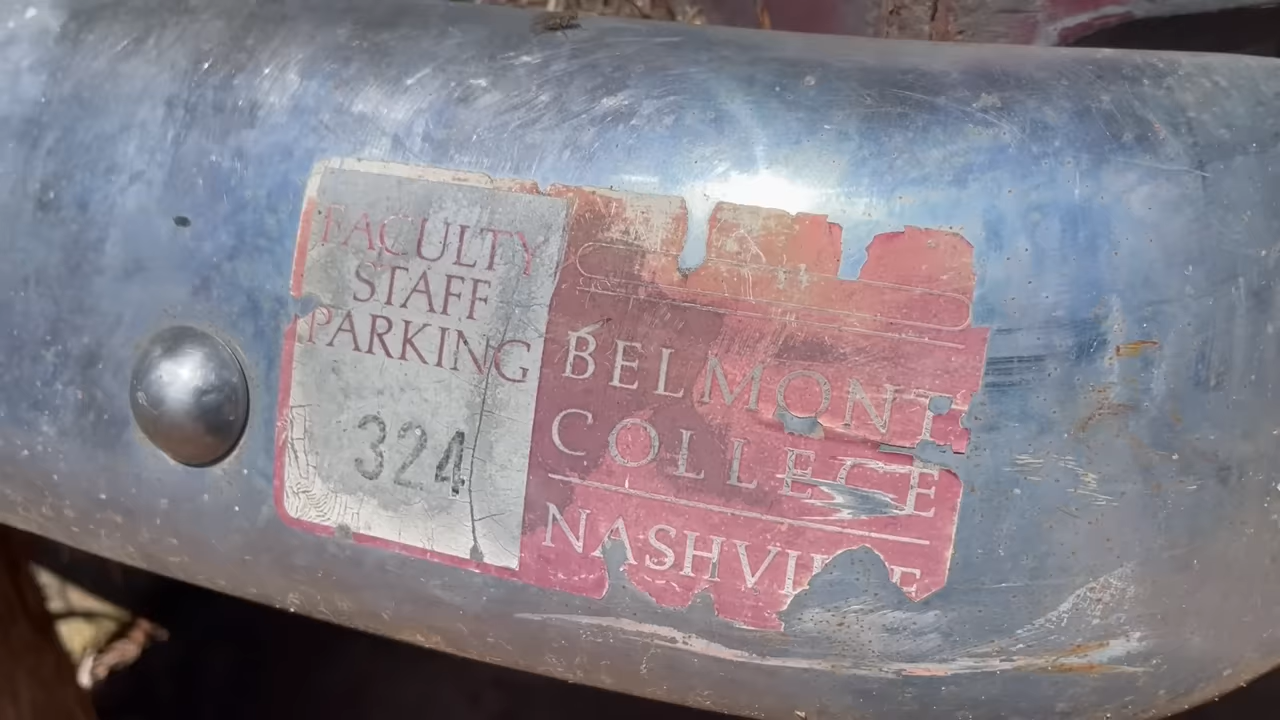 FACULTY
STAFF
PARKING
324
BELMONT
COLLEGE
NASHVILLE